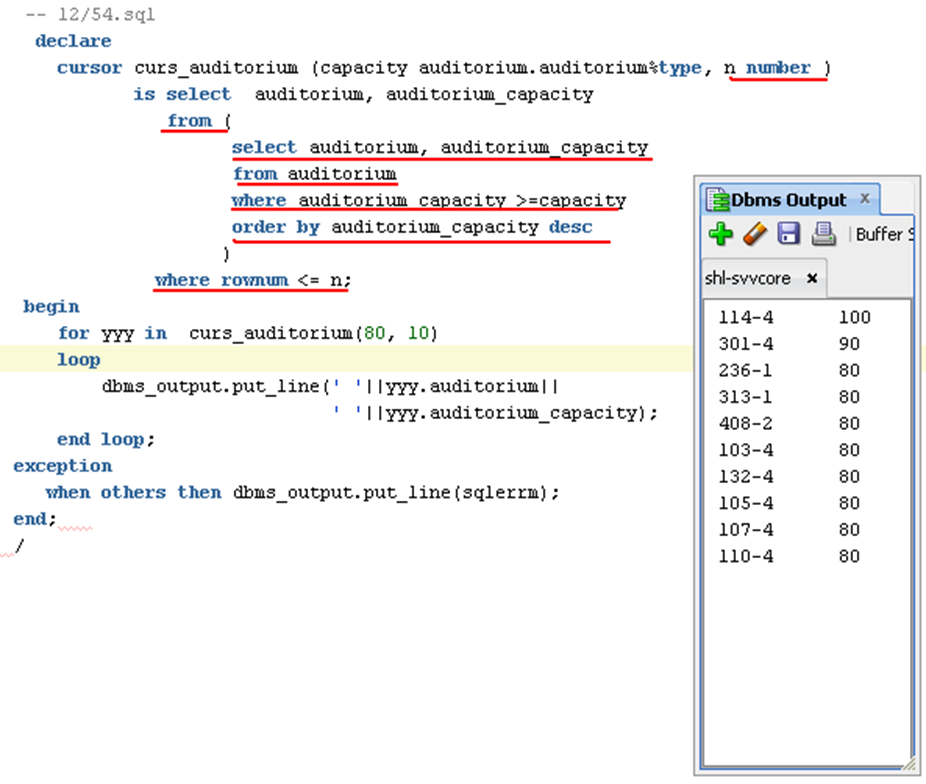 -- 12/54.sql
declare
cursor curs_auditorium (capacity auditorium.auditorium%type, n number )
is select auditorium, auditorium_capacity
from (
select auditorium, auditorium_capacity
from auditorium
where auditorium_capacity >=capacity
order by auditorium_capacity desc
)
where rownum <= n;
begin
for yyy in curs_auditorium(80, 10)
loop
dbms_output.put_line(' '||yyy.auditorium||
' '||yyy.auditorium_capacity);
end loop;
exception
when others then dbms_output.put_line(sqlerrm);
end;
/
Dbms Output x
Buffer S
shl-svvcore x
114-4 100
301-4 90
236-1 80
313-1 80
408-2 80
103-4 80
132-4 80
105-4 80
107-4 80
110-4 80